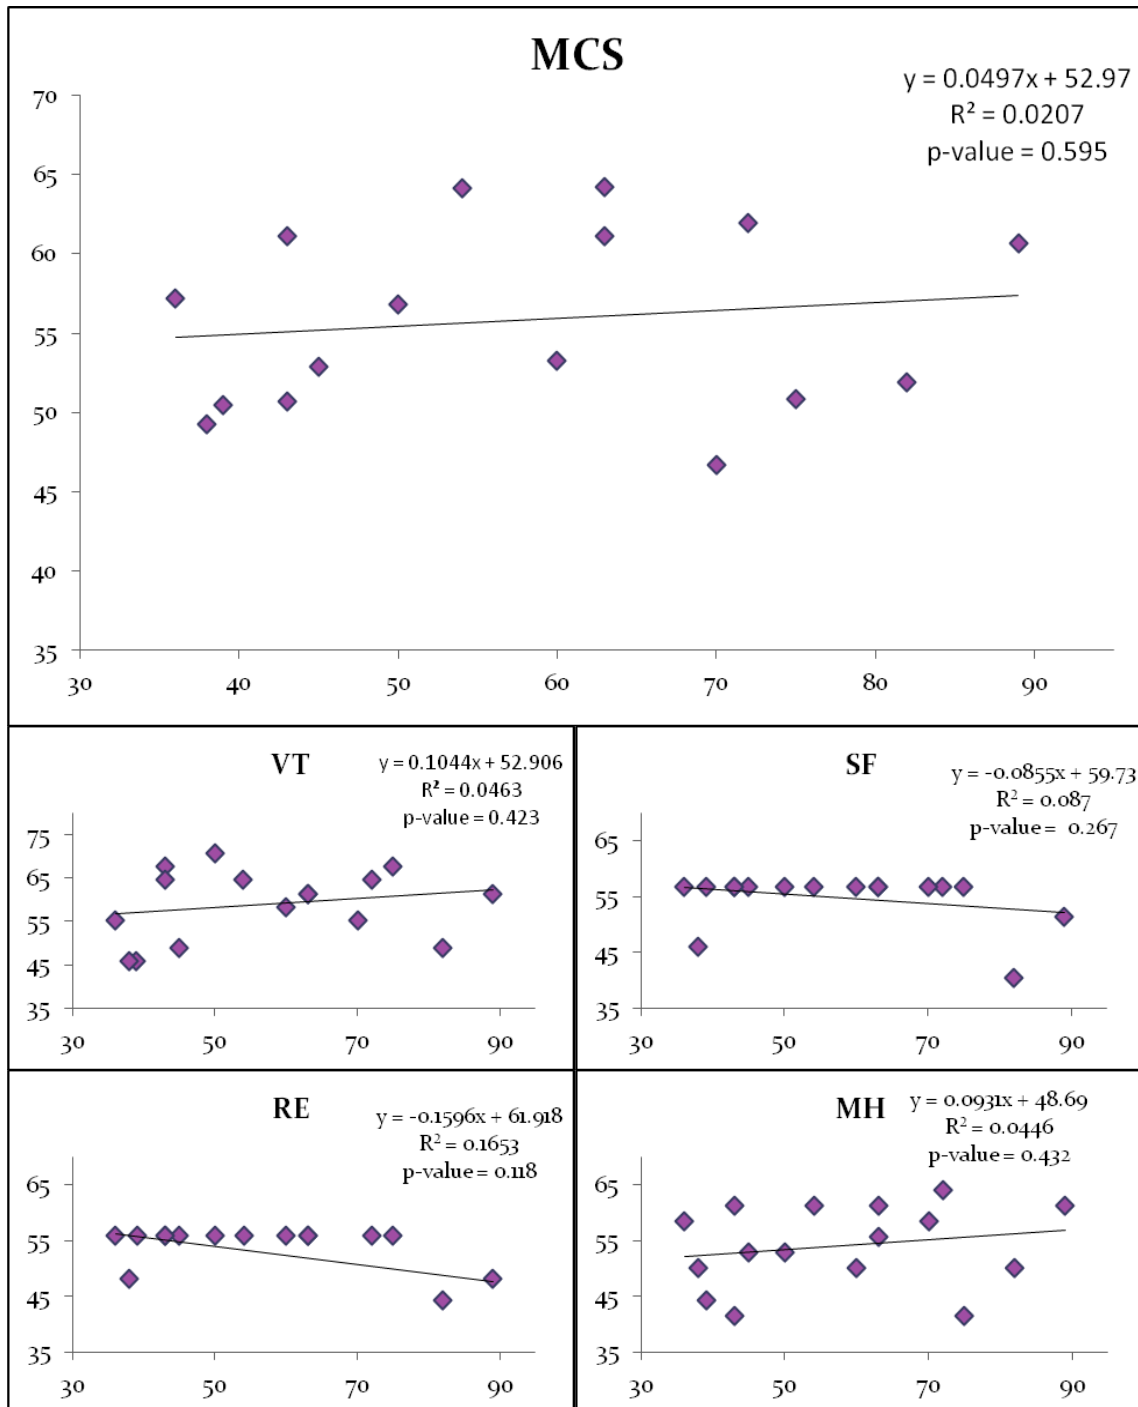 MCS
y = 0.0497x + 52.97
R² = 0.0207
p-value = 0.595
70
65
60
55
50
45
40
35
30 40 50 60 70 80 90
VT
y = 0.1044x + 52.906
R² = 0.0463
p-value = 0.423
75
65
55
45
35
30 50 70 90
SF
y = -0.0855x + 59.73
R² = 0.087
p-value = 0.267
65
55
45
35
30 50 70 90
RE
y = -0.1596x + 61.918
R² = 0.1653
p-value = 0.118
65
55
45
35
30 50 70 90
MH
y = 0.0931x + 48.69
R² = 0.0446
p-value = 0.432
65
55
45
35
30 50 70 90